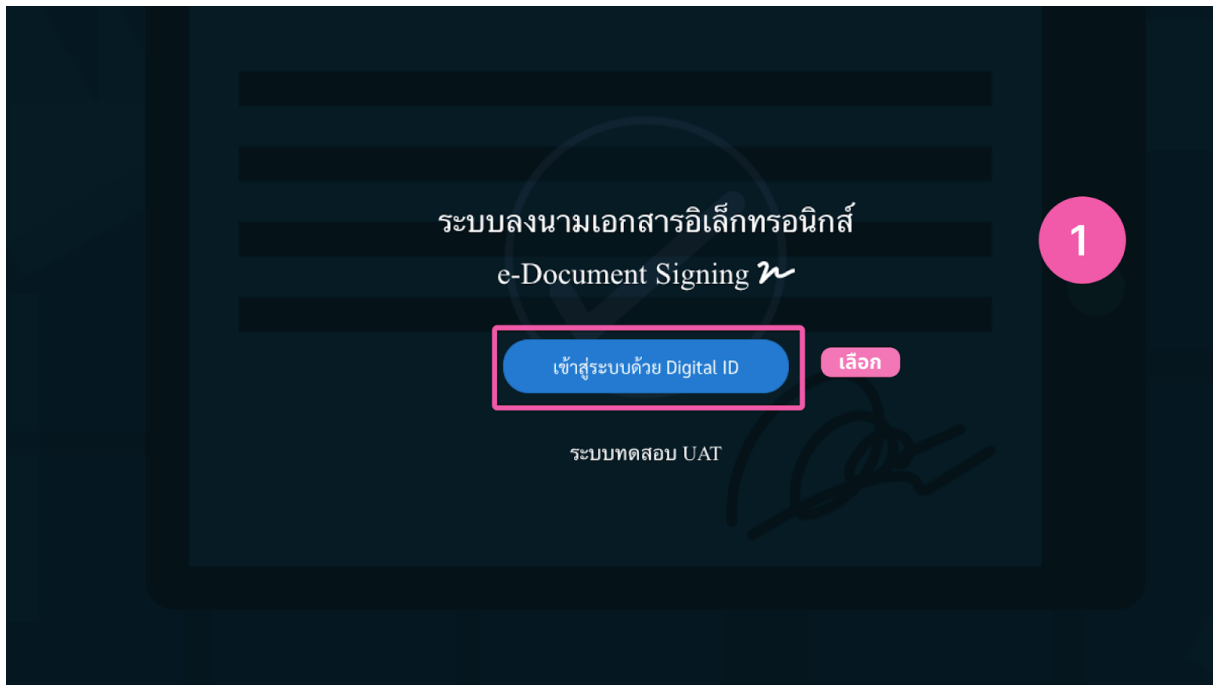 ระบบลงนามเอกสารอิเล็กทรอนิกส์
1
e-Document Signing
เข้าสู่ระบบด้วย Digital ID
เลือก
ระบบทดสอบ UAT